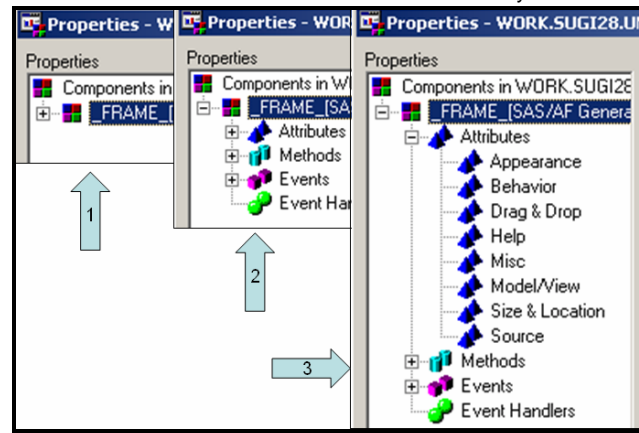 Properties - W
Properties
Components in
_FRAME_[
1
Properties - WOR
Properties
Components in W
_FRAME_[SA
Attributes
Methods
Events
Event Har
2
Properties - WORK.SUGI28.U
Properties
Components in WORK.SUGI28
_FRAME_[SAS/AF Genera
Attributes
Appearance
Behavior
Drag & Drop
Help
Misc
Model/View
Size & Location
Source
Methods
Events
Event Handlers
3